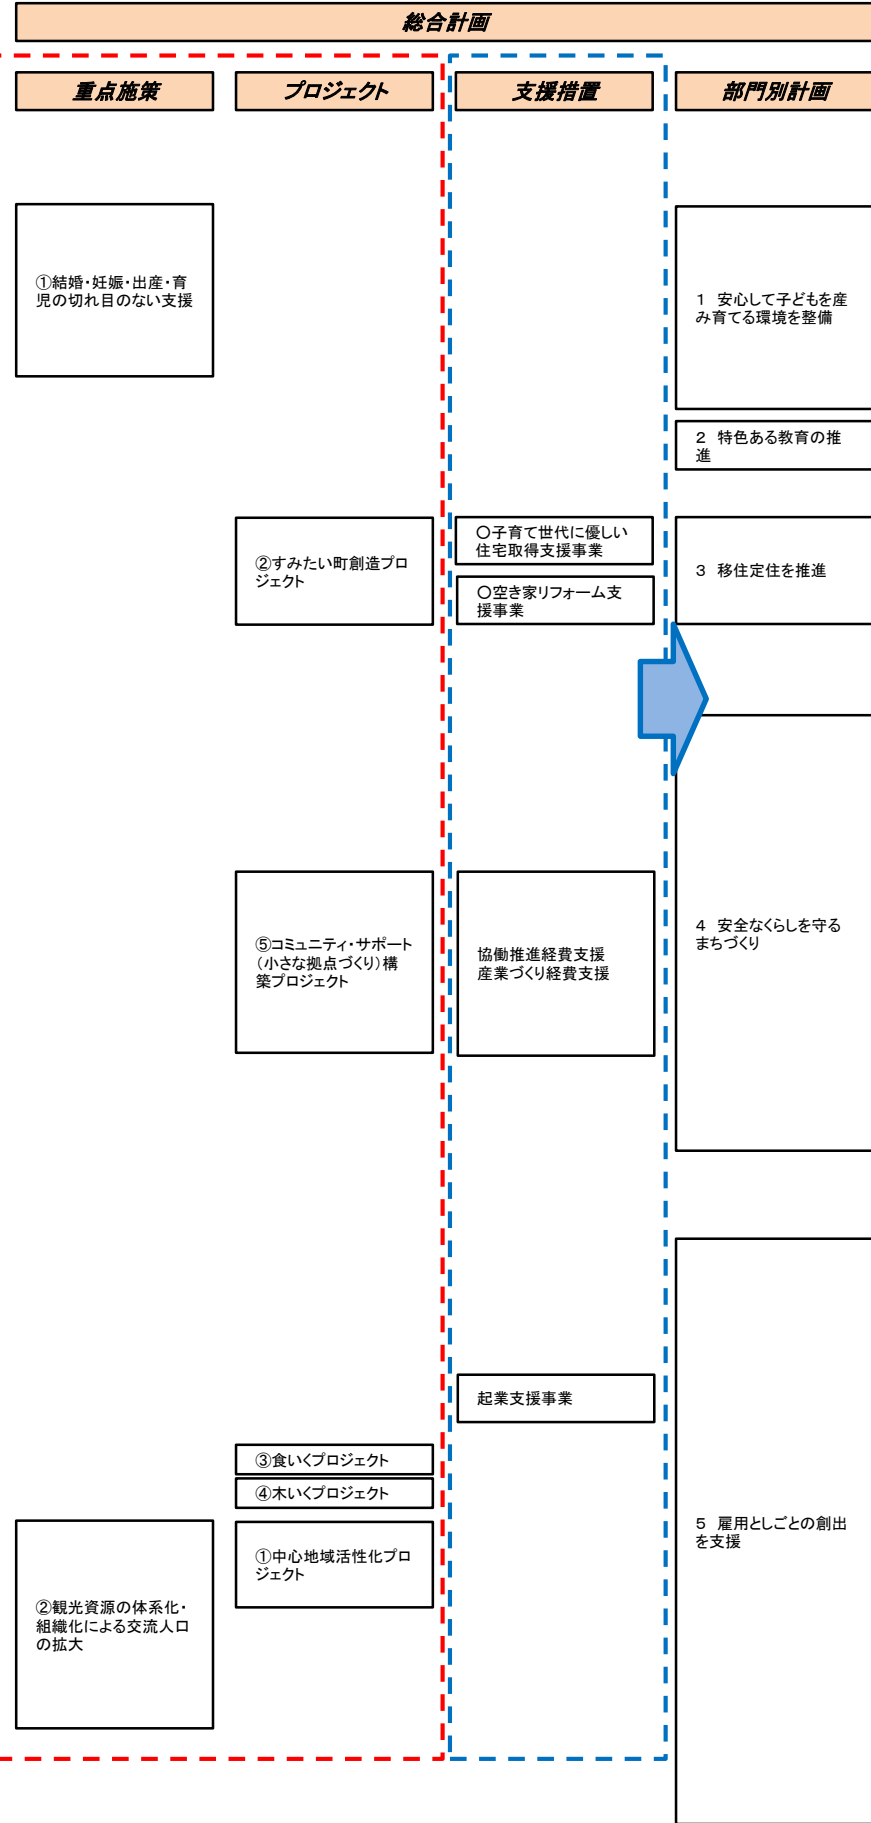 総合計画
重点施策
プロジェクト
支援措置
部門別計画
①結婚・妊娠・出産・育
児の切れ目のない支援
1 安心して子どもを産
み育てる環境を整備
2 特色ある教育の推
進
②すみたい町創造プロ
ジェクト
○子育て世代に優しい
住宅取得支援事業
○空き家リフォーム支
援事業
3 移住定住を推進
⑤コミュニティ・サポート
(小さな拠点づくり)構
築プロジェクト
協働推進経費支援
産業づくり経費支援
4 安全なくらしを守る
まちづくり
起業支援事業
③食いくプロジェクト
④木いくプロジェクト
①中心地域活性化プロ
ジェクト
②観光資源の体系化・
組織化による交流人口
の拡大
5 雇用としごとの創出
を支援